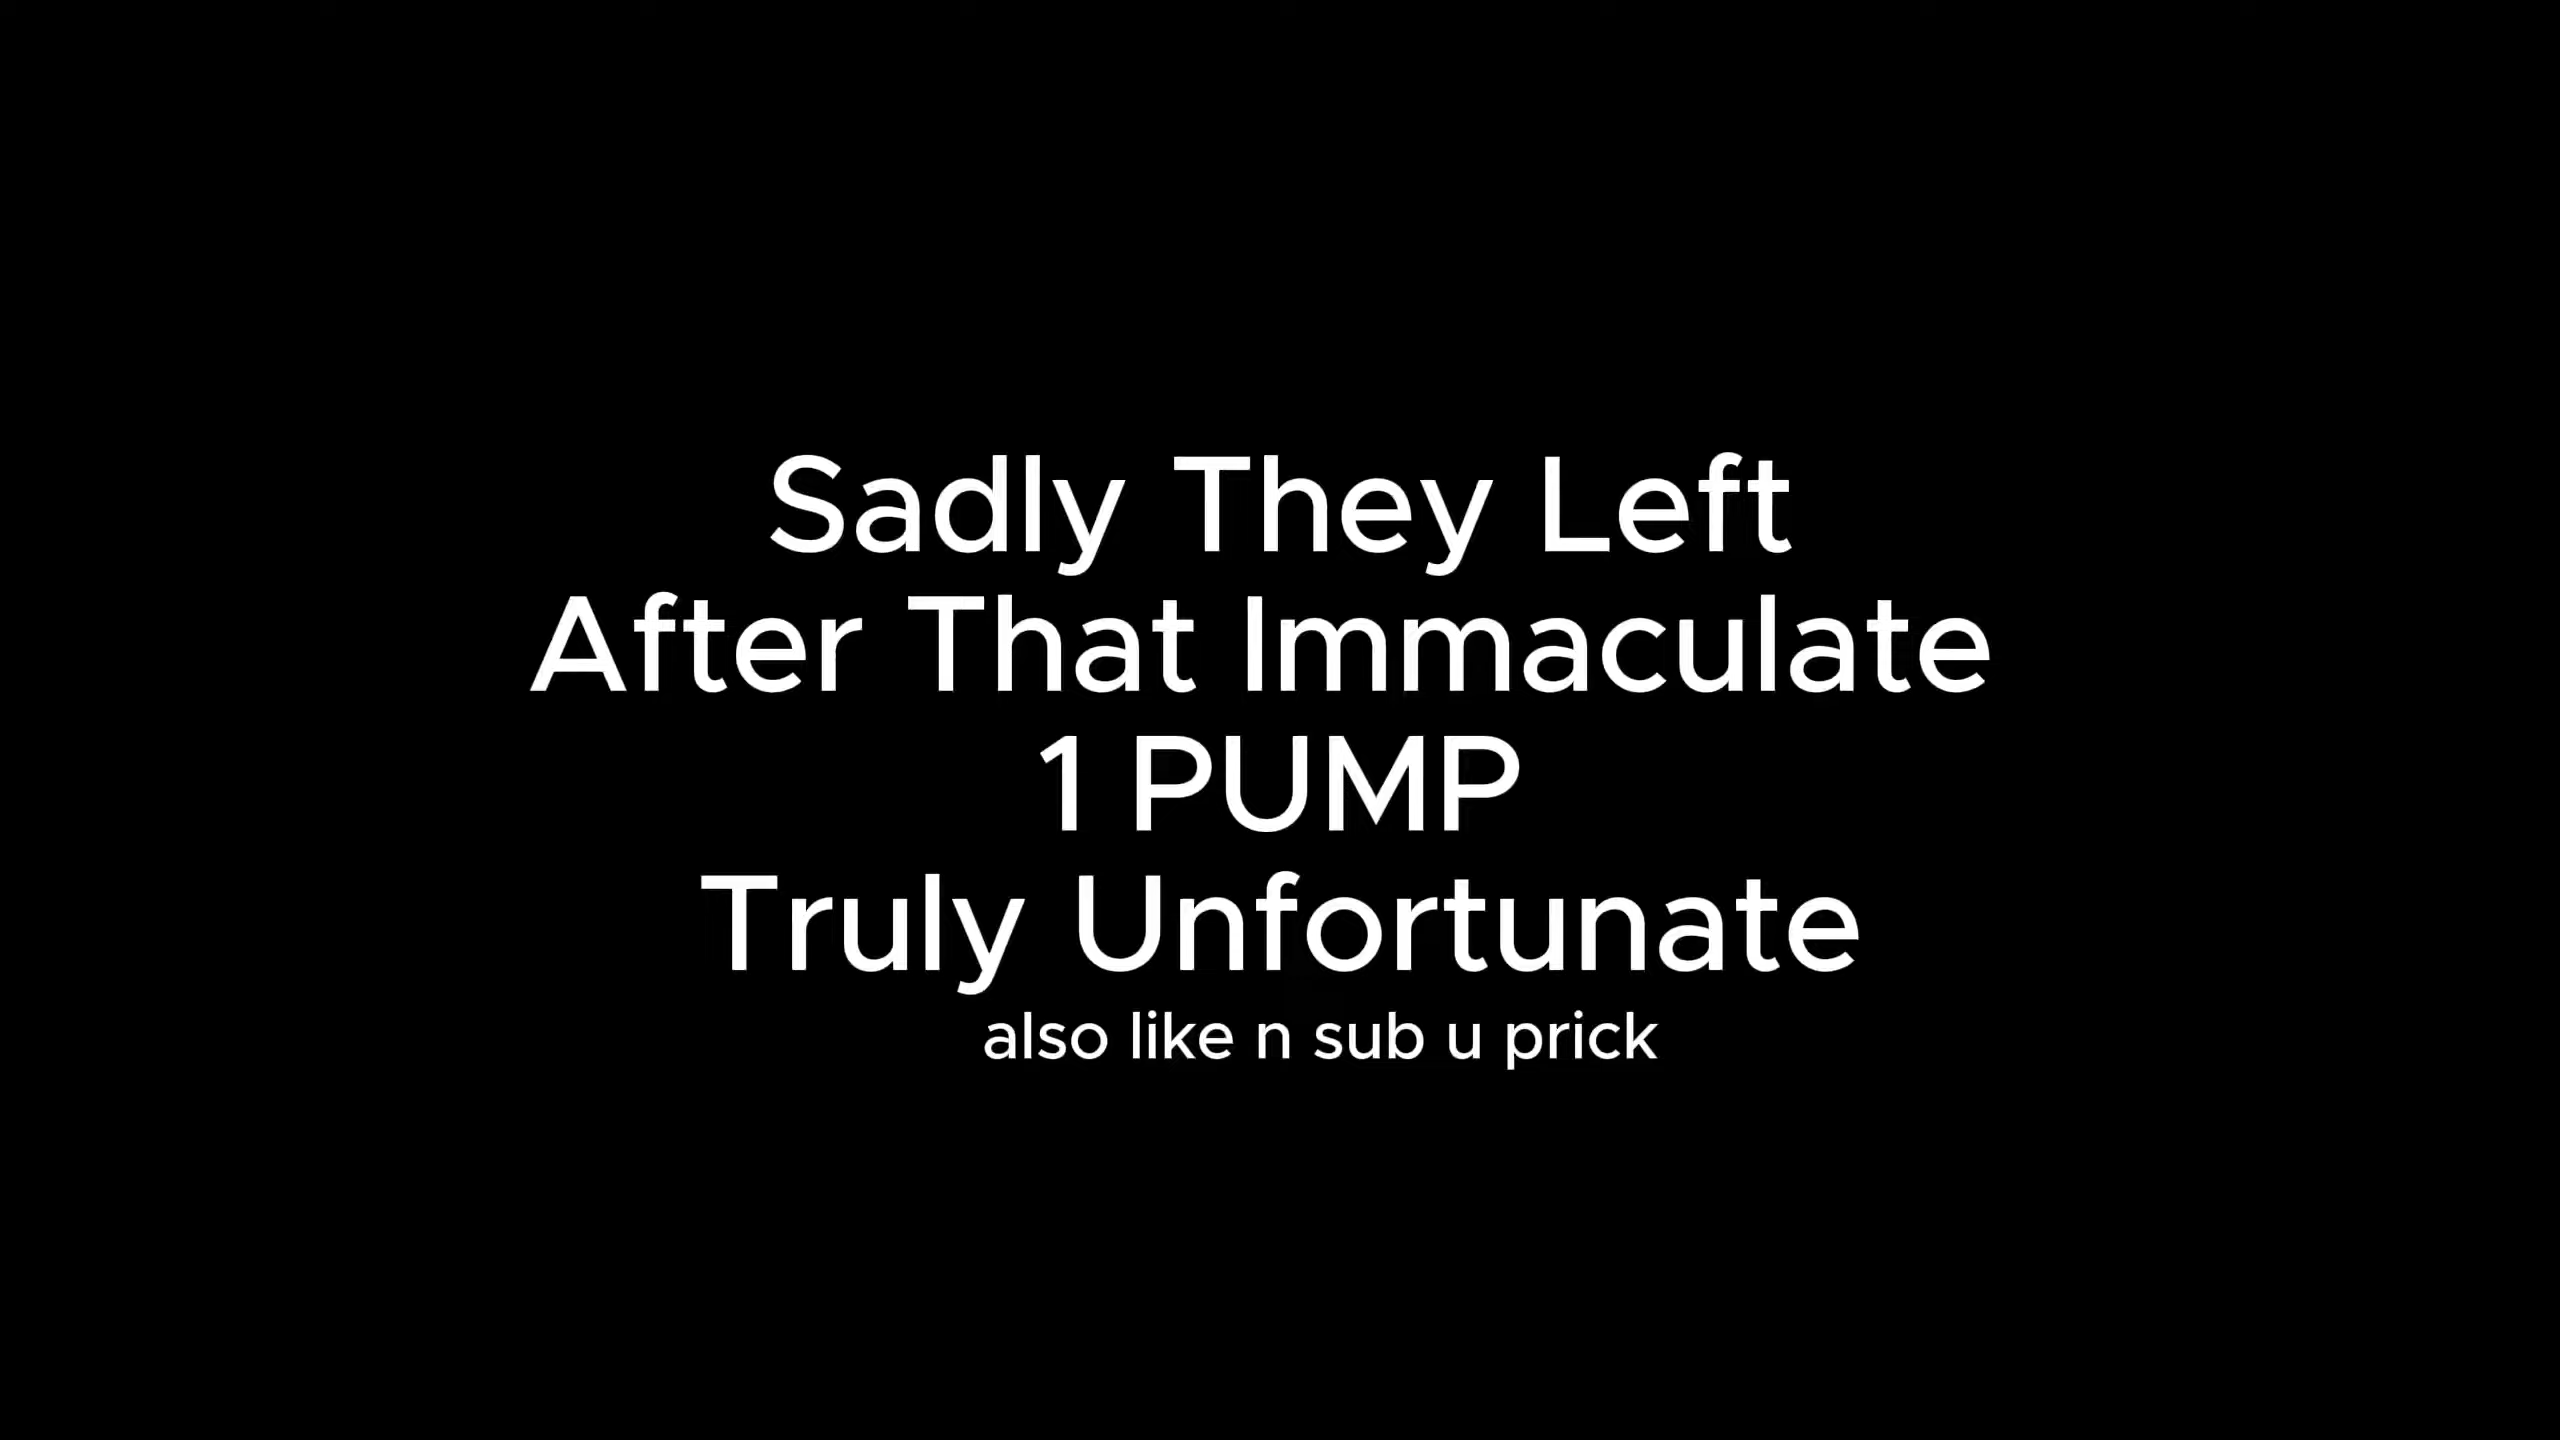 Sadly They Left
After That Immaculate
1 PUMP
Truly Unfortunate
also like n sub u prick